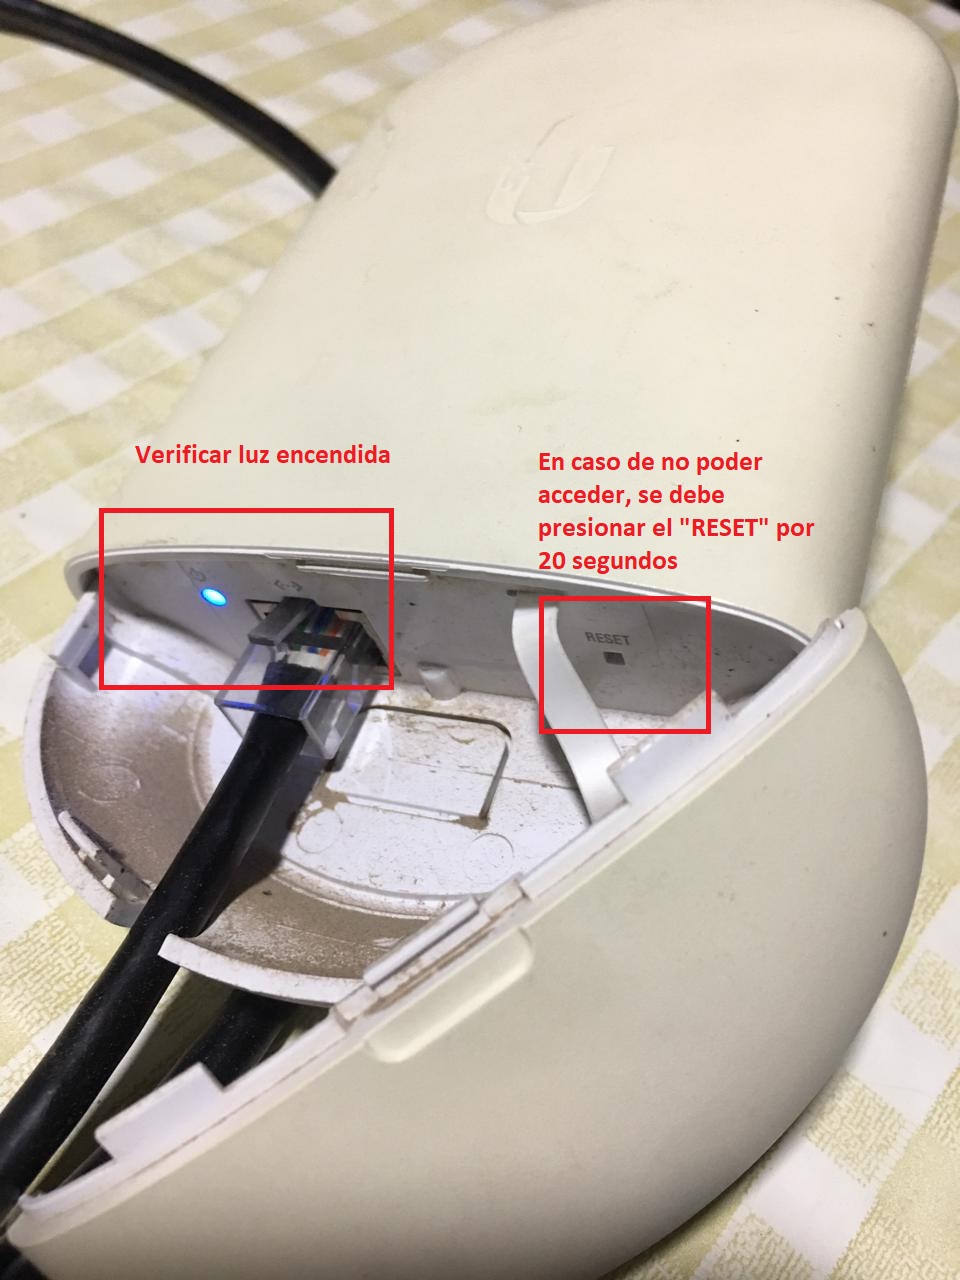 Verificar luz encendida
En caso de no poder
acceder, se debe
presionar el "RESET" por
20 segundos
RESET